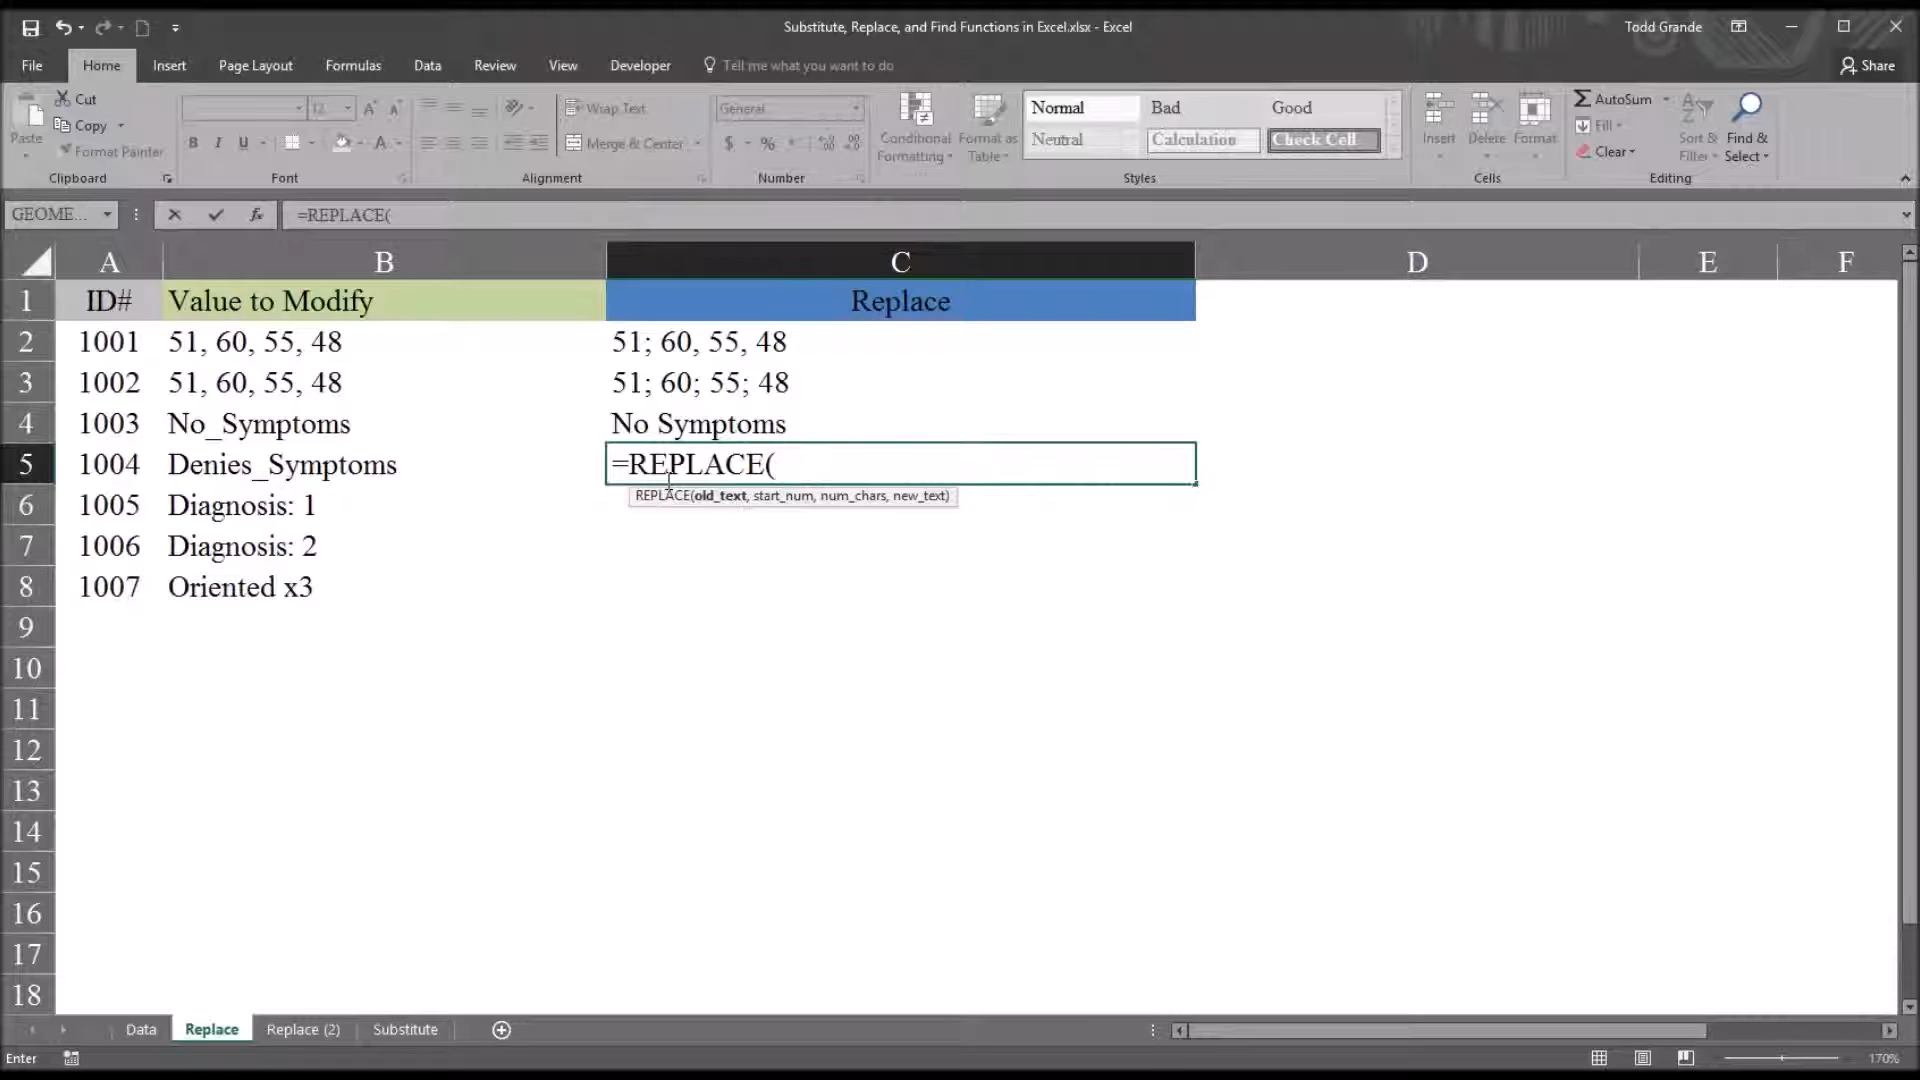 Substitute, Replace, and Find Functions in Excel.xlsx - Excel
Todd Grande
File Home Insert Page Layout Formulas Data Review View Developer Tell me what you want to do Share
Paste
Cut
Copy
Format Painter
Clipboard
12 A A
B I U A
Font
Wrap Text
Merge & Center
Alignment
General
$ % ,
Number
Conditional Formatting
Format as Table
Normal Bad Good
Neutral Calculation Check Cell
Styles
Insert Delete Format
Cells
AutoSum
Fill
Clear
Sort & Filter
Find & Select
Editing
GEOME... fx =REPLACE(
A B C D E F
1 ID# Value to Modify Replace
2 1001 51, 60, 55, 48 51; 60, 55, 48
3 1002 51, 60, 55, 48 51; 60; 55; 48
4 1003 No_Symptoms No Symptoms
5 1004 Denies_Symptoms =REPLACE(
REPLACE(old_text, start_num, num_chars, new_text)
6 1005 Diagnosis: 1
7 1006 Diagnosis: 2
8 1007 Oriented x3
9
10
11
12
13
14
15
16
17
18
Data Replace Replace (2) Substitute
Enter 170%